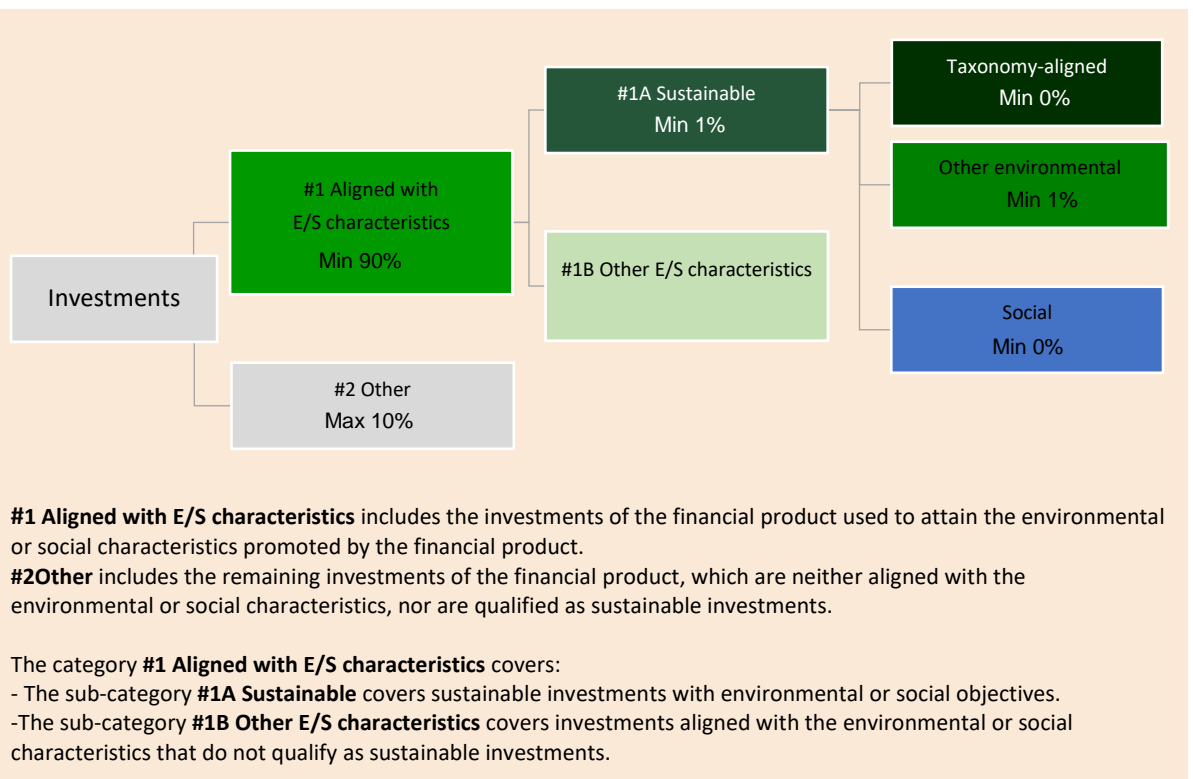 Investments
#1 Aligned with
E/S characteristics
Min 90%
#2 Other
Max 10%
#1A Sustainable
Min 1%
#1B Other E/S characteristics
Taxonomy-aligned
Min 0%
Other environmental
Min 1%
Social
Min 0%
#1 Aligned with E/S characteristics includes the investments of the financial product used to attain the environmental
or social characteristics promoted by the financial product.
#2Other includes the remaining investments of the financial product, which are neither aligned with the
environmental or social characteristics, nor are qualified as sustainable investments.
The category #1 Aligned with E/S characteristics covers:
- The sub-category #1A Sustainable covers sustainable investments with environmental or social objectives.
-The sub-category #1B Other E/S characteristics covers investments aligned with the environmental or social
characteristics that do not qualify as sustainable investments.